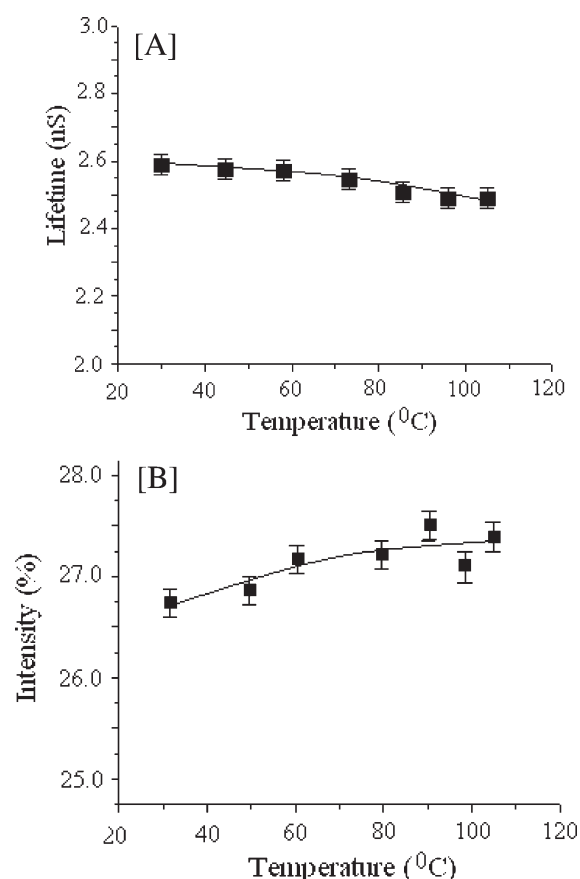 [A]
3.0
2.8
2.6
2.4
2.2
2.0
Lifetime (nS)
20 40 60 80 100 120
Temperature (⁰C)
[B]
28.0
27.0
26.0
25.0
Intensity (%)
20 40 60 80 100 120
Temperature (⁰C)